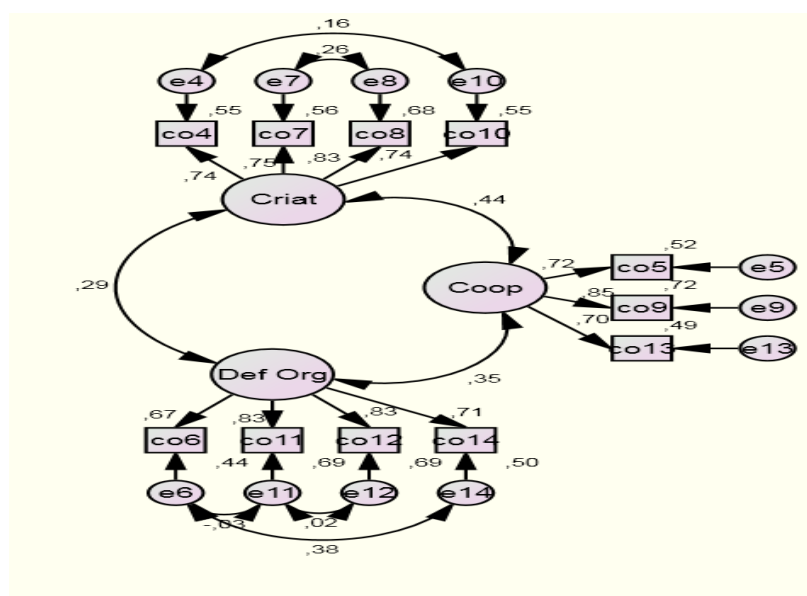 ,16
,26
e4 e7 e8 e10
,55 ,56 ,68 ,55
co4 co7 co8 co10
,74 ,75 ,83 ,74
Criat
,44
,29
,52
,72 co5 e5
Coop
,72
,85 co9 e9
,49
,70 co13 e13
Def Org
,35
,67 ,83 ,83 ,71
co6 co11 co12 co14
,44 ,69 ,69 ,50
e6 e11 e12 e14
-,03 ,02
,38